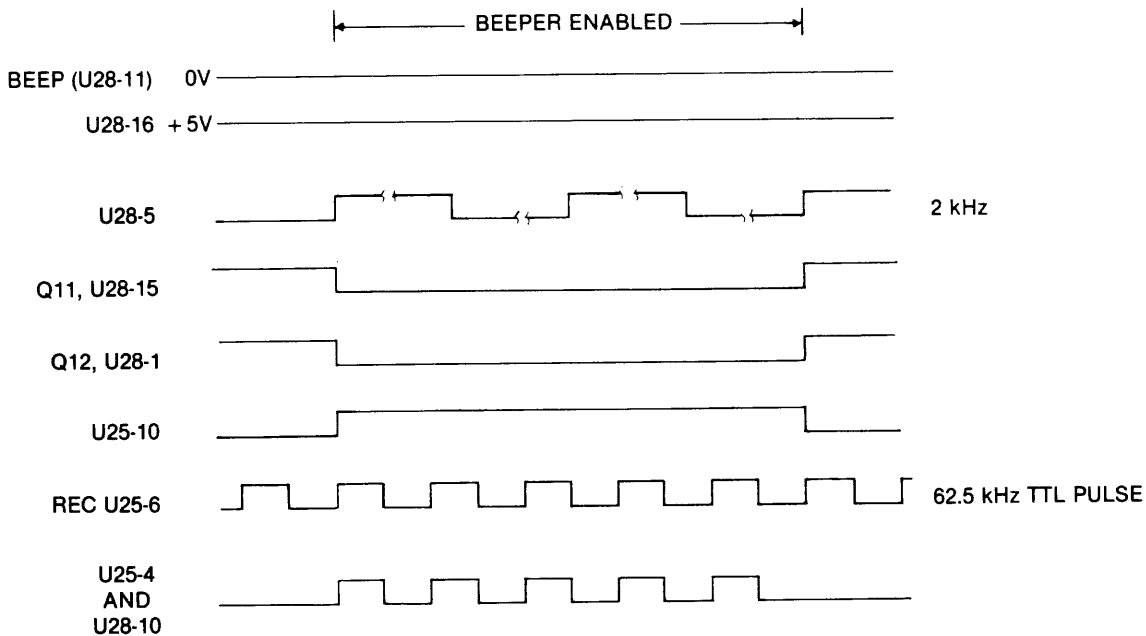 BEEPER ENABLED
BEEP (U28-11) 0V
U28-16 + 5V
U28-5 2 kHz
Q11, U28-15
Q12, U28-1
U25-10
REC U25-6 62.5 kHz TTL PULSE
U25-4
AND
U28-10